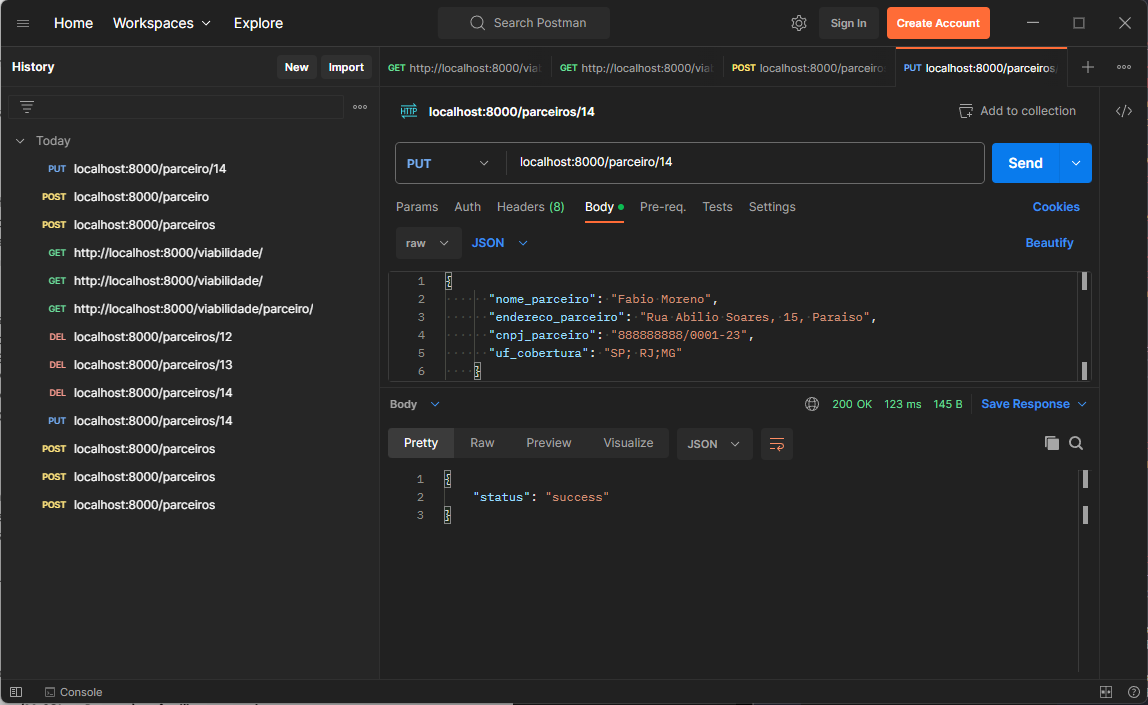 Home Workspaces Explore Search Postman Sign In Create Account
History New Import
GET http://localhost:8000/via
GET http://localhost:8000/via
POST localhost:8000/parceiros
PUT localhost:8000/parceiros
HTTP localhost:8000/parceiros/14 Add to collection
Today
PUT localhost:8000/parceiro/14
POST localhost:8000/parceiro
POST localhost:8000/parceiros
GET http://localhost:8000/viabilidade/
GET http://localhost:8000/viabilidade/
GET http://localhost:8000/viabilidade/parceiro/
DEL localhost:8000/parceiros/12
DEL localhost:8000/parceiros/13
DEL localhost:8000/parceiros/14
PUT localhost:8000/parceiros/14
POST localhost:8000/parceiros
POST localhost:8000/parceiros
POST localhost:8000/parceiros
PUT localhost:8000/parceiro/14 Send
Params Auth Headers (8) Body Pre-req. Tests Settings Cookies
raw JSON Beautify
1 {
2 "nome_parceiro": "Fabio Moreno",
3 "endereco_parceiro": "Rua Abilio Soares, 15, Paraiso",
4 "cnpj_parceiro": "888888888/0001-23",
5 "uf_cobertura": "SP; RJ;MG"
6 }
Body 200 OK 123 ms 145 B Save Response
Pretty Raw Preview Visualize JSON
1 {
2 "status": "success"
3 }
Console